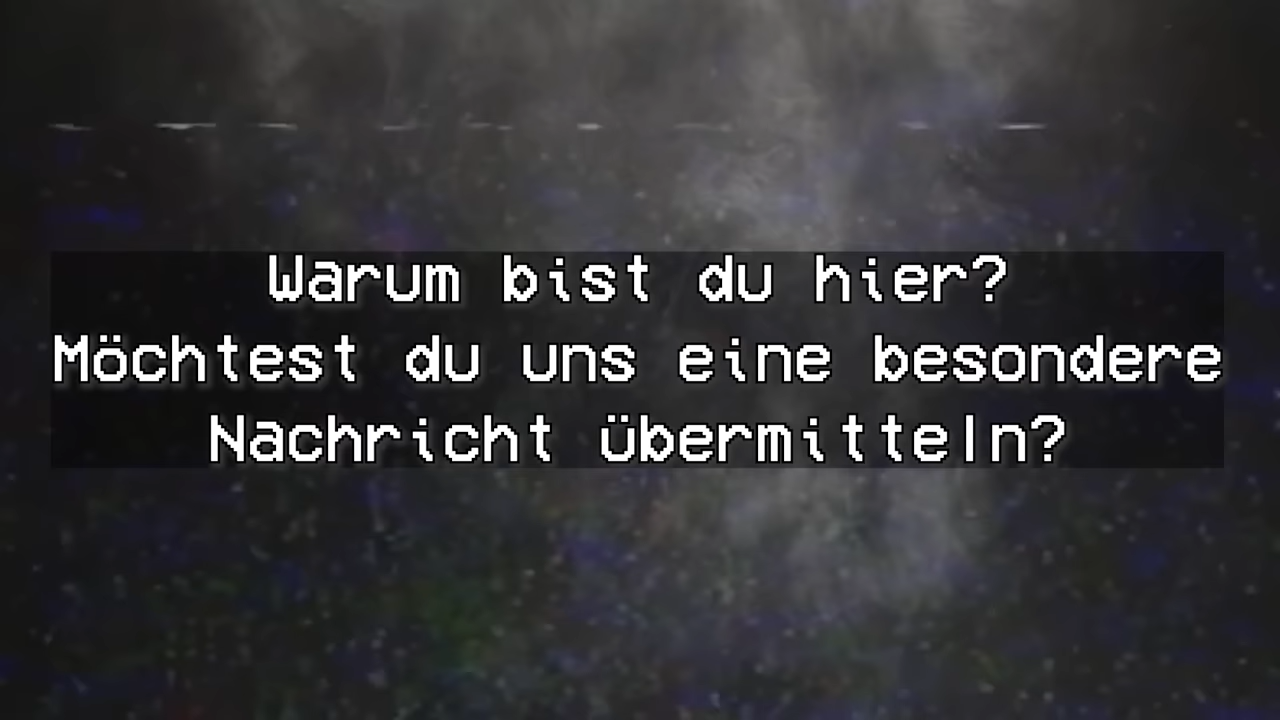 Warum bist du hier?
Möchtest du uns eine besondere
Nachricht übermitteln?